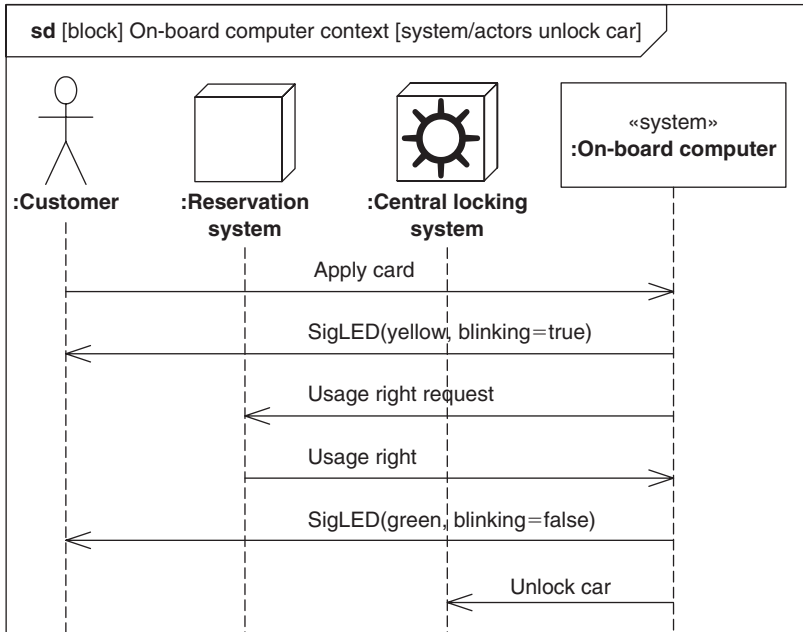 sd [block] On-board computer context [system/actors unlock car]
«system»
:On-board computer
:Customer
:Reservation
system
:Central locking
system
Apply card
SigLED(yellow, blinking=true)
Usage right request
Usage right
SigLED(green, blinking=false)
Unlock car